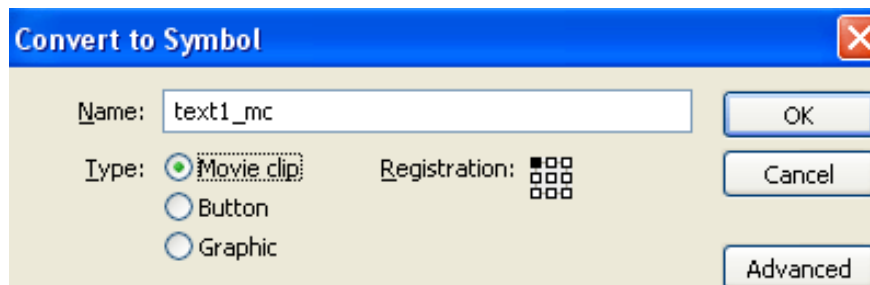 Convert to Symbol
Name: text1_mc
OK
Type: Movie clip
Registration:
Cancel
Button
Graphic
Advanced